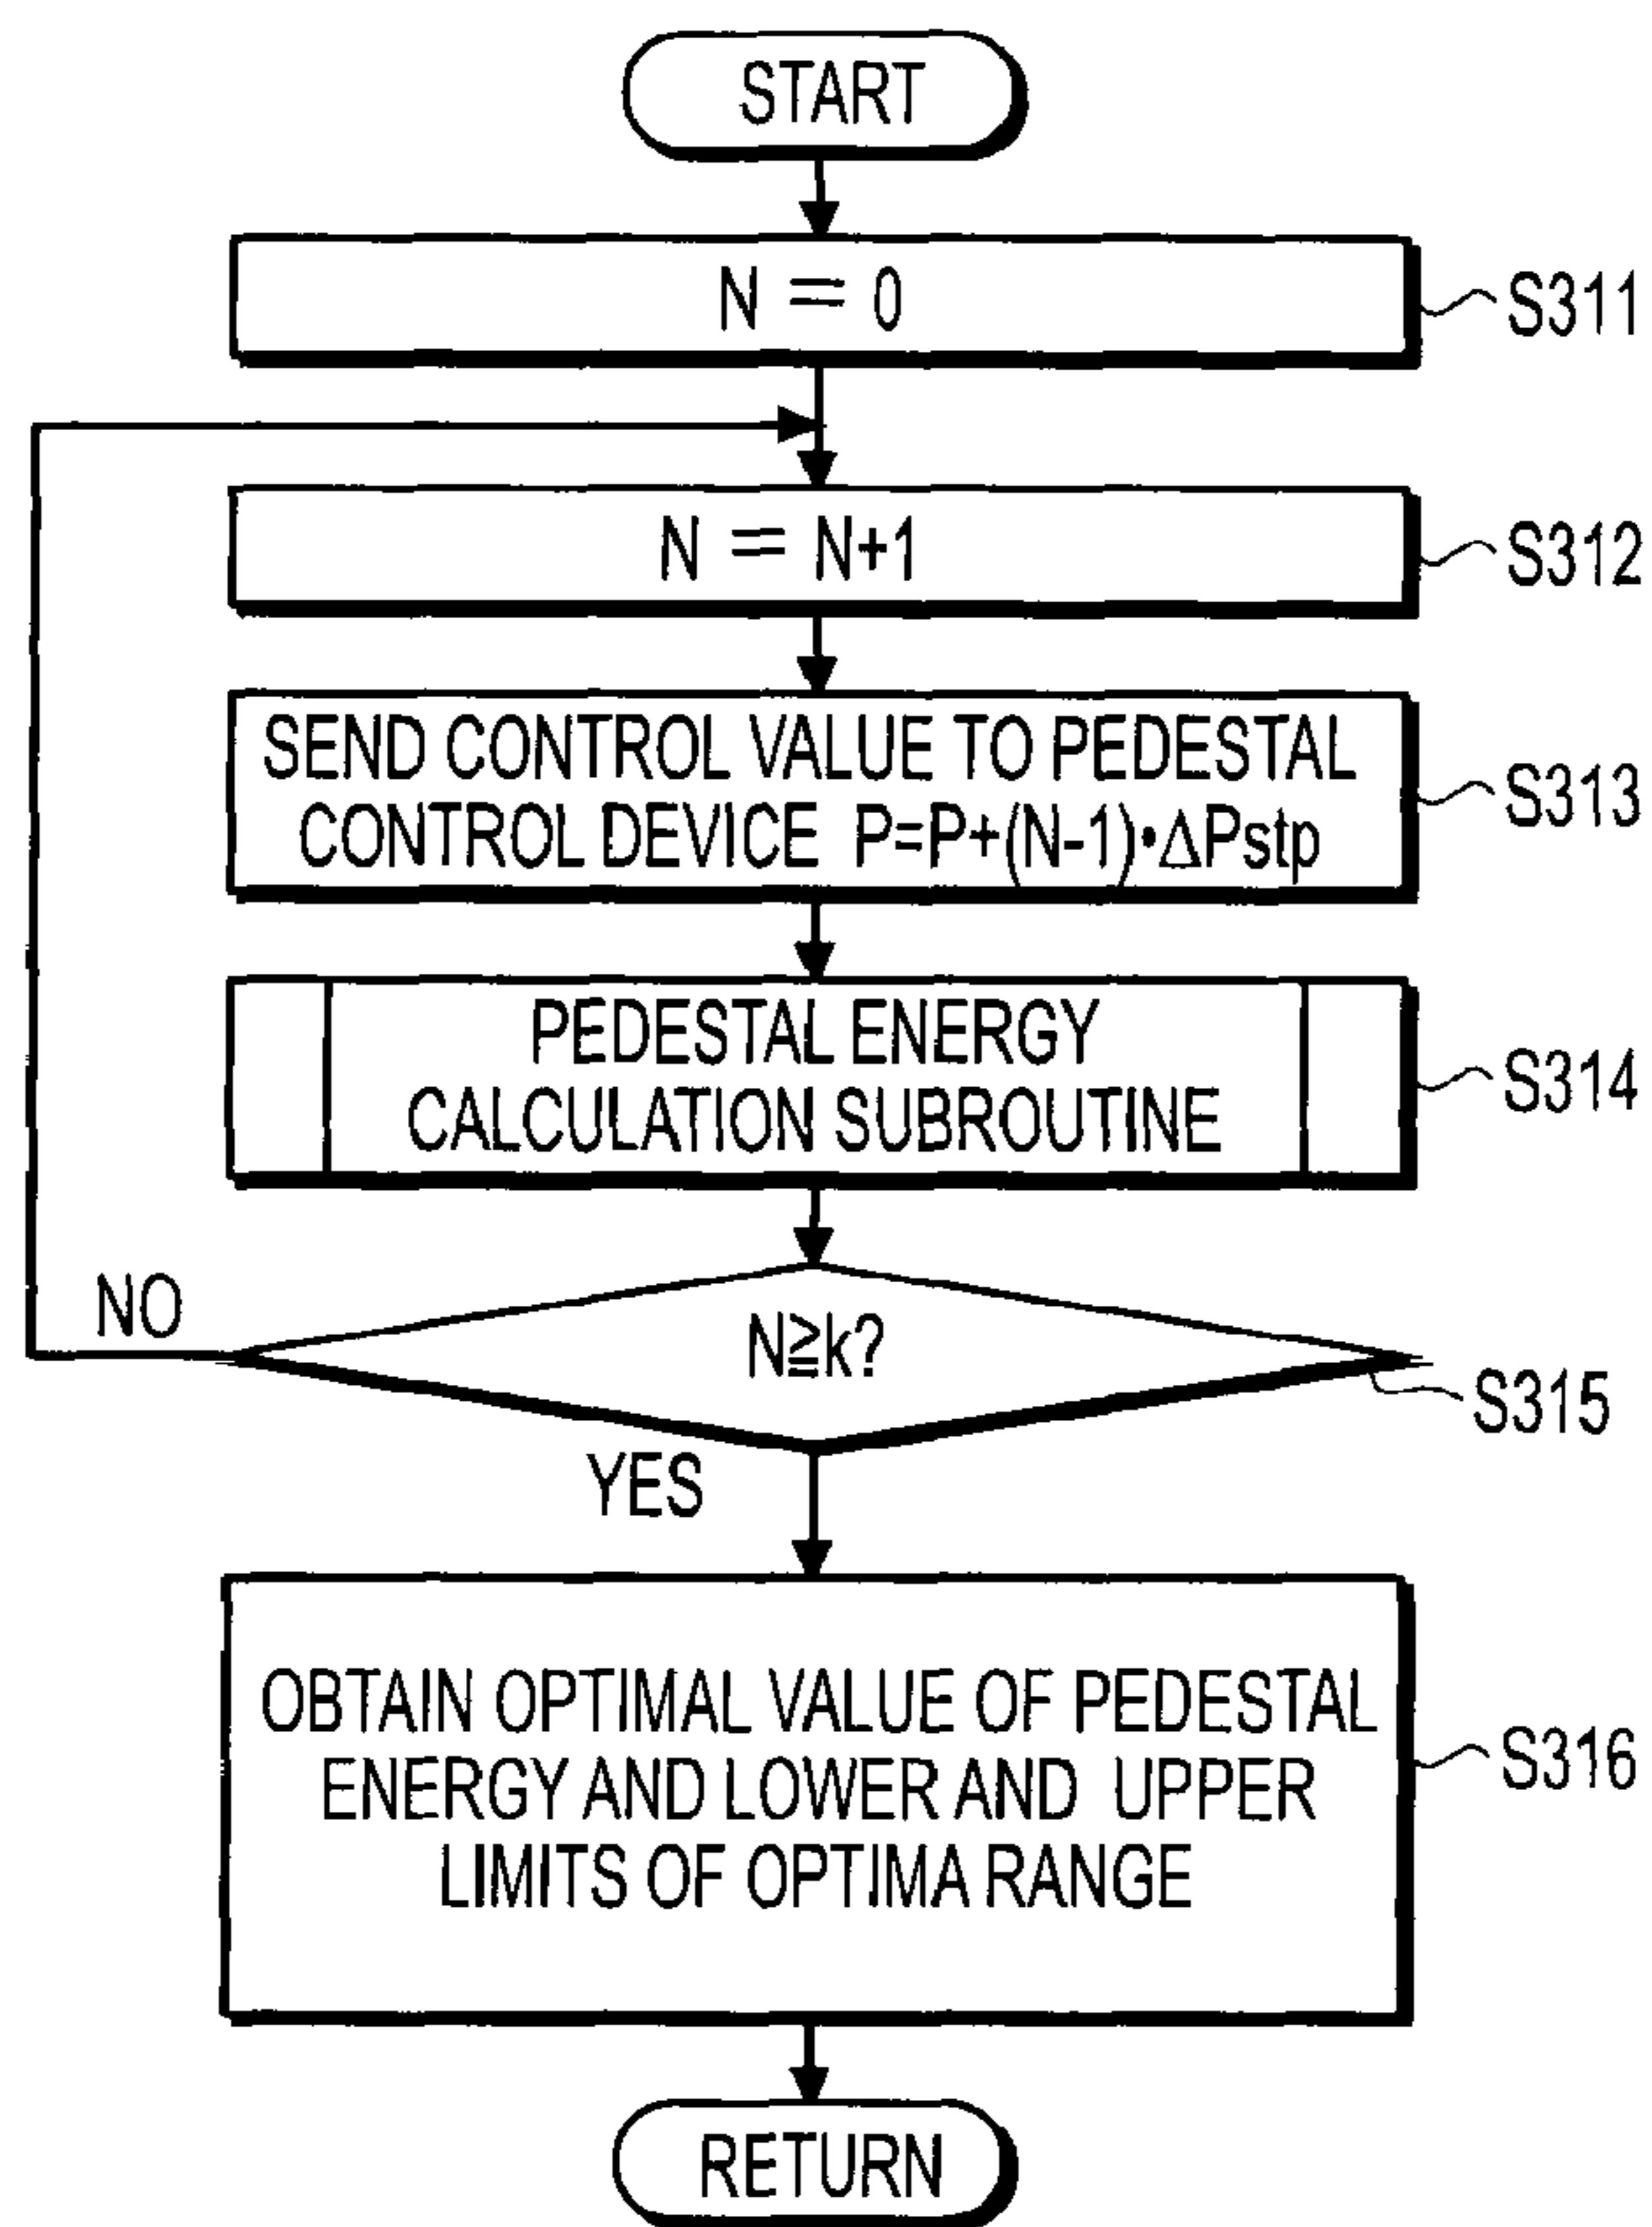 START
N = 0
S311
N = N+1
S312
SEND CONTROL VALUE TO PEDESTAL
CONTROL DEVICE P=P+(N-1)•ΔPstp
S313
PEDESTAL ENERGY
CALCULATION SUBROUTINE
S314
NO
N≧k?
S315
YES
OBTAIN OPTIMAL VALUE OF PEDESTAL
ENERGY AND LOWER AND UPPER
LIMITS OF OPTIMA RANGE
S316
RETURN